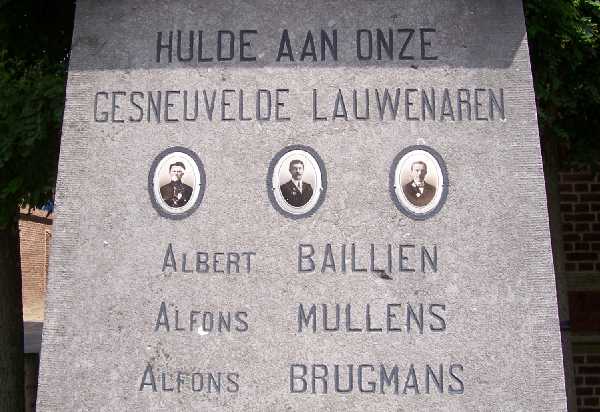 HULDE AAN ONZE
GESNEUVELDE LAUWENAREN
ALBERT BAILLIEN
ALFONS MULLENS
ALFONS BRUGMANS